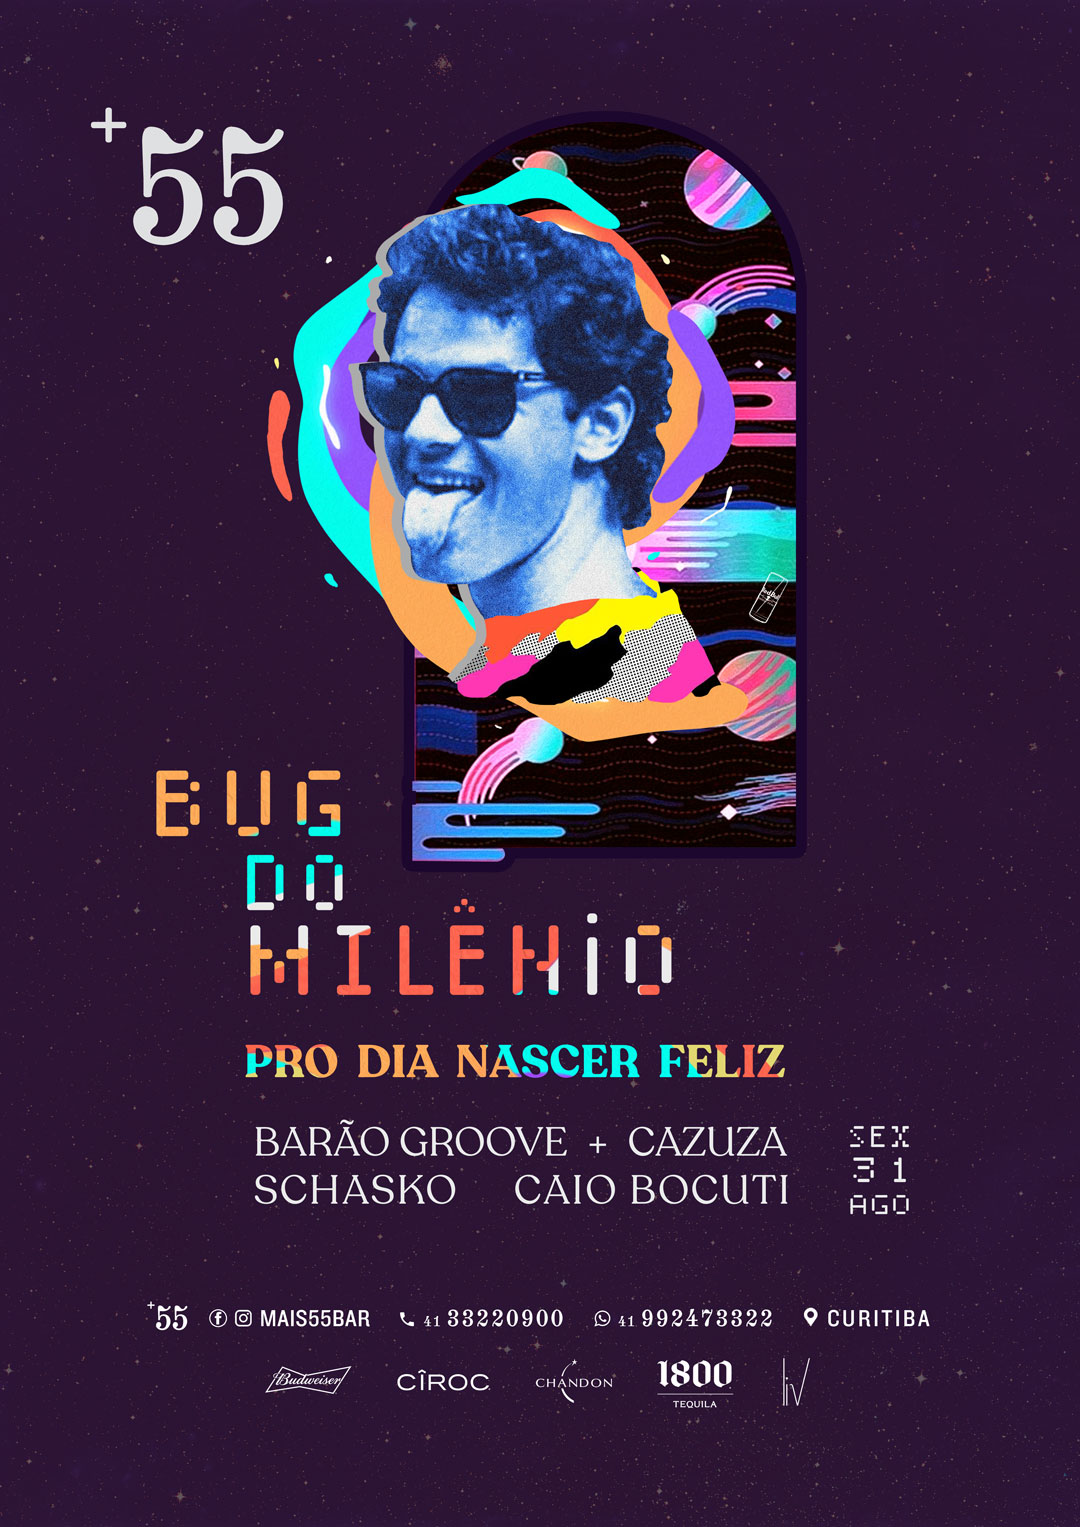 +55
BUG
DO
MILÊNIO
PRO DIA NASCER FELIZ
BARÃO GROOVE + CAZUZA
SCHASKO CAIO BOCUTI
SEX
31
AGO
+55 MAIS55BAR 41 33220900 41 992473322 CURITIBA
Budweiser CÎROC CHANDON 1800 TEQUILA liv